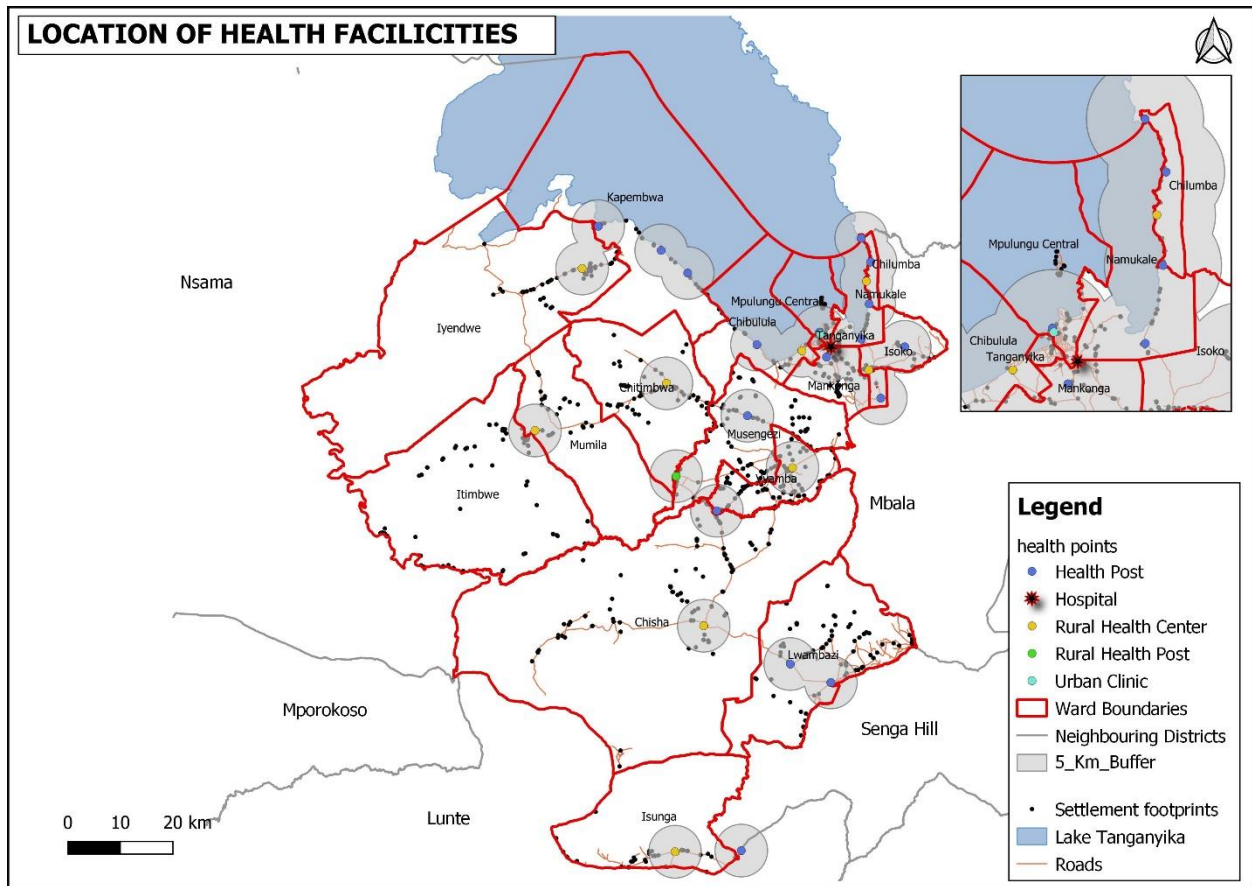 LOCATION OF HEALTH FACILICITIES
Kapembwa
Nsama
Iyendwe
Chilumba
Mpulungu Central
Namukale
Chibulula
Tanganyika
Isoko
Mankonga
Chitimbwa
Musengezi
Mumila
Vyamba
Itimbwe
Mbala
Chisha
Lwambazi
Mporokoso
Senga Hill
Lunte
Isunga
0 10 20 km
Chilumba
Mpulungu Central
Namukale
Chibulula
Tanganyika
Isoko
Mankonga
Legend
health points
Health Post
Hospital
Rural Health Center
Rural Health Post
Urban Clinic
Ward Boundaries
Neighbouring Districts
5_Km_Buffer
Settlement footprints
Lake Tanganyika
Roads